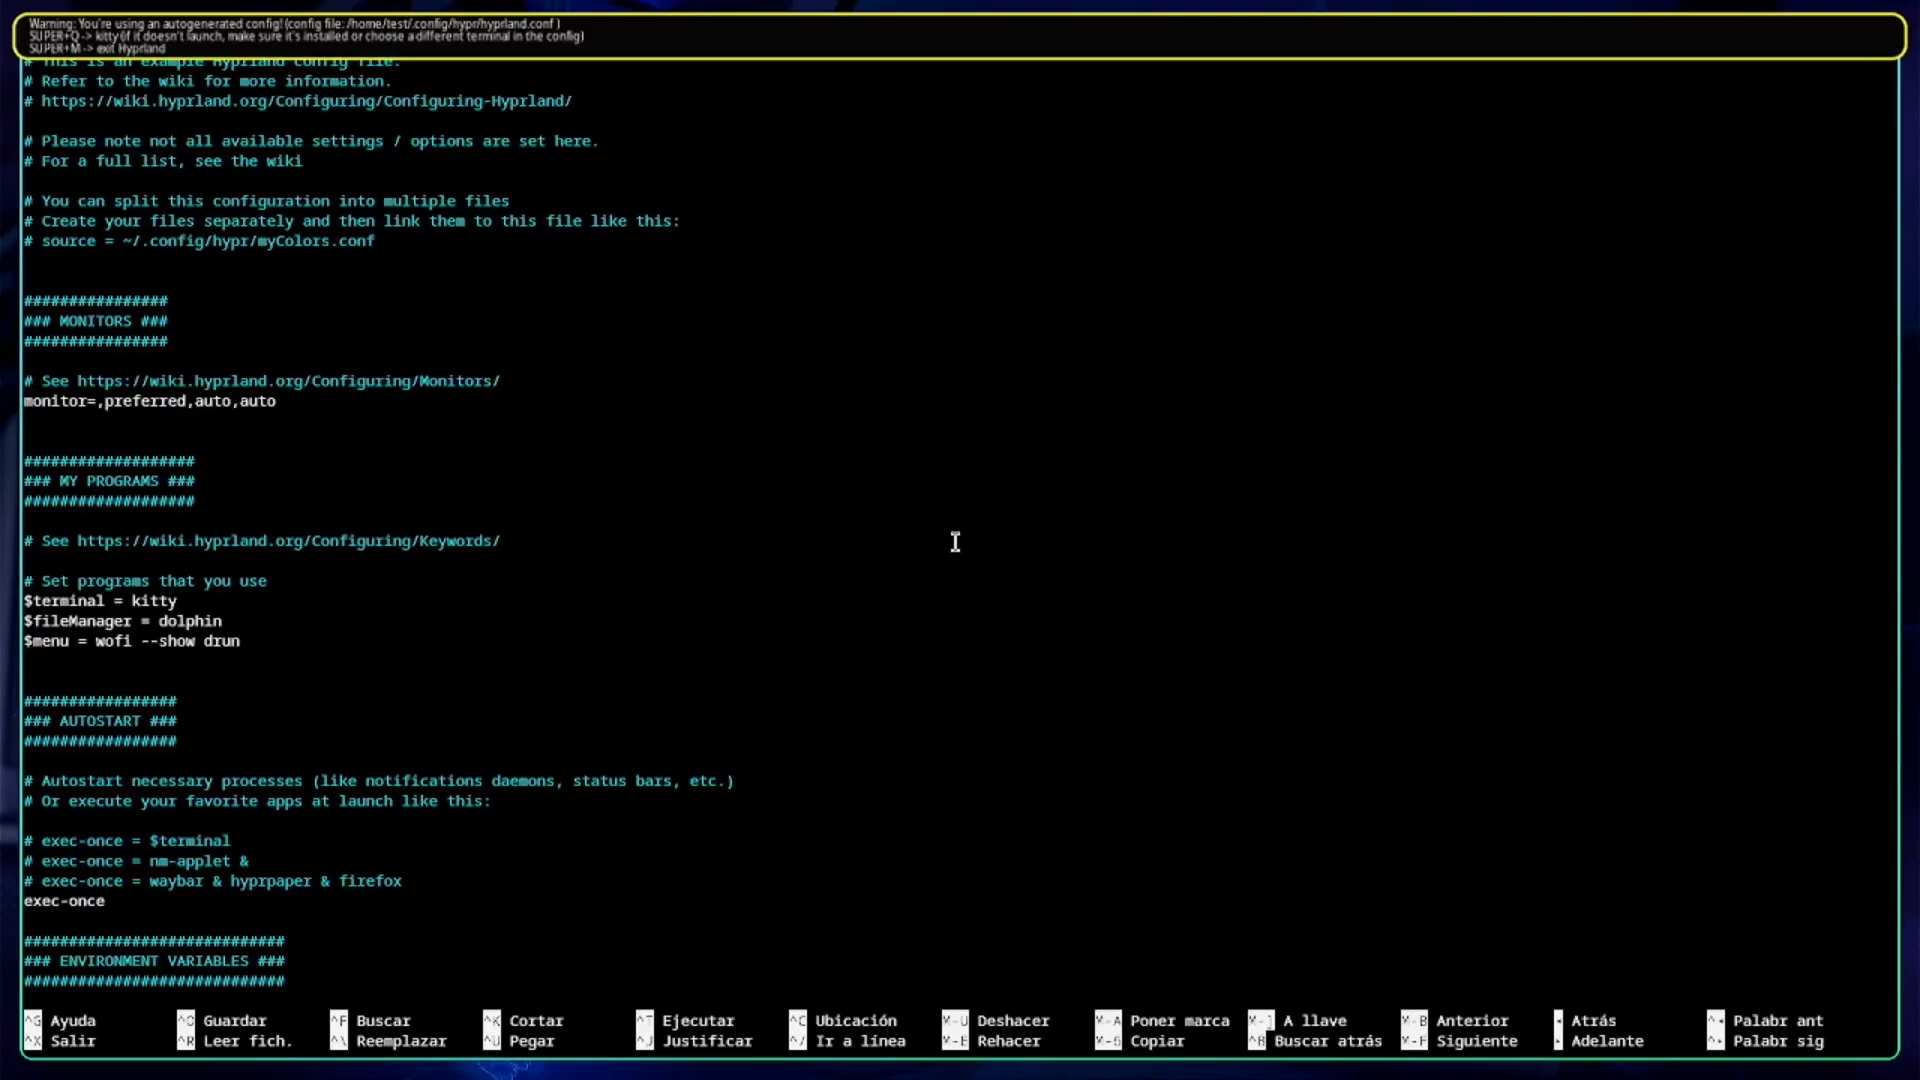 Warning: You're using an autogenerated config! (config file: /home/test/.config/hypr/hyprland.conf )
SUPER+Q -> kitty (if it doesn't launch, make sure it's installed or choose a different terminal in the config)
SUPER+M -> exit Hyprland
# This is an example Hyprland config file.
# Refer to the wiki for more information.
# https://wiki.hyprland.org/Configuring/Configuring-Hyprland/
# Please note not all available settings / options are set here.
# For a full list, see the wiki
# You can split this configuration into multiple files
# Create your files separately and then link them to this file like this:
# source = ~/.config/hypr/myColors.conf
################
### MONITORS ###
################
# See https://wiki.hyprland.org/Configuring/Monitors/
monitor=,preferred,auto,auto
###################
### MY PROGRAMS ###
###################
# See https://wiki.hyprland.org/Configuring/Keywords/
# Set programs that you use
$terminal = kitty
$fileManager = dolphin
$menu = wofi --show drun
#################
### AUTOSTART ###
#################
# Autostart necessary processes (like notifications daemons, status bars, etc.)
# Or execute your favorite apps at launch like this:
# exec-once = $terminal
# exec-once = nm-applet &
# exec-once = waybar & hyprpaper & firefox
exec-once
#############################
### ENVIRONMENT VARIABLES ###
#############################
^G Ayuda ^O Guardar ^F Buscar ^K Cortar ^T Ejecutar ^C Ubicación M-U Deshacer M-A Poner marca M-] A llave M-B Anterior Atrás Palabr ant
^X Salir ^R Leer fich. ^\ Reemplazar ^U Pegar ^J Justificar ^/ Ir a línea M-E Rehacer M-6 Copiar ^B Buscar atrás M-F Siguiente Adelante Palabr sig